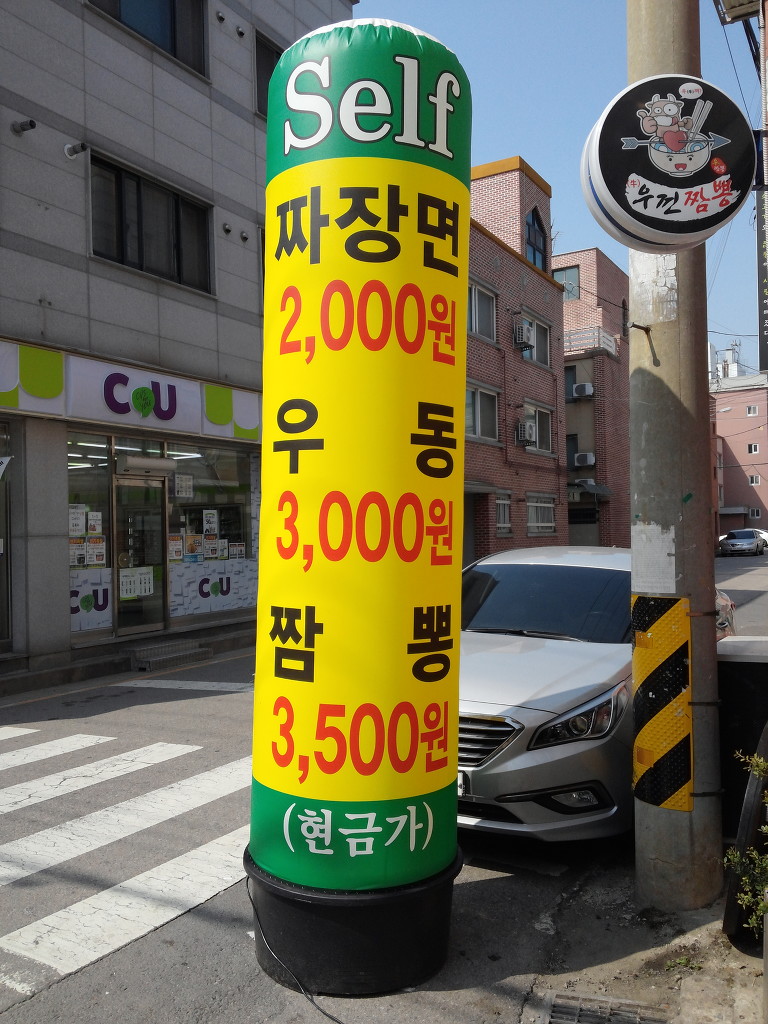 Self
짜장면
2,000원
우동
3,000원
짬뽕
3,500원
(현금가)
CU
CU
CU
우껀짬뽕